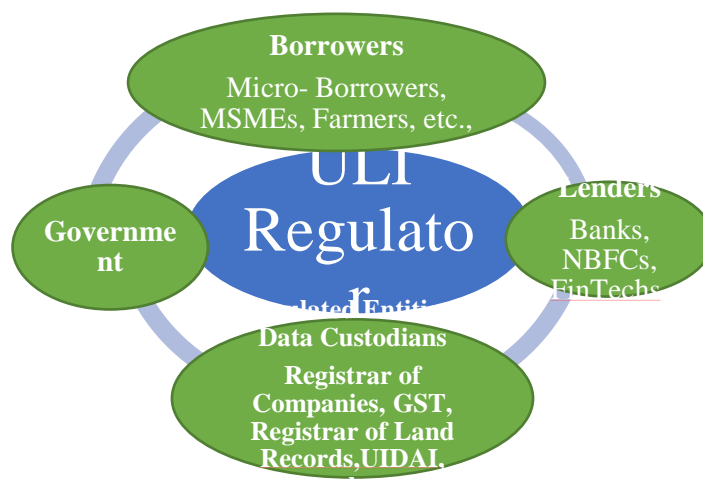 Borrowers
Micro- Borrowers,
MSMEs, Farmers, etc.,
ULI
Regulato
r
Governme
nt
Lenders
Banks,
NBFCs,
FinTechs
Data Custodians
Registrar of
Companies, GST,
Registrar of Land
Records,UIDAI,